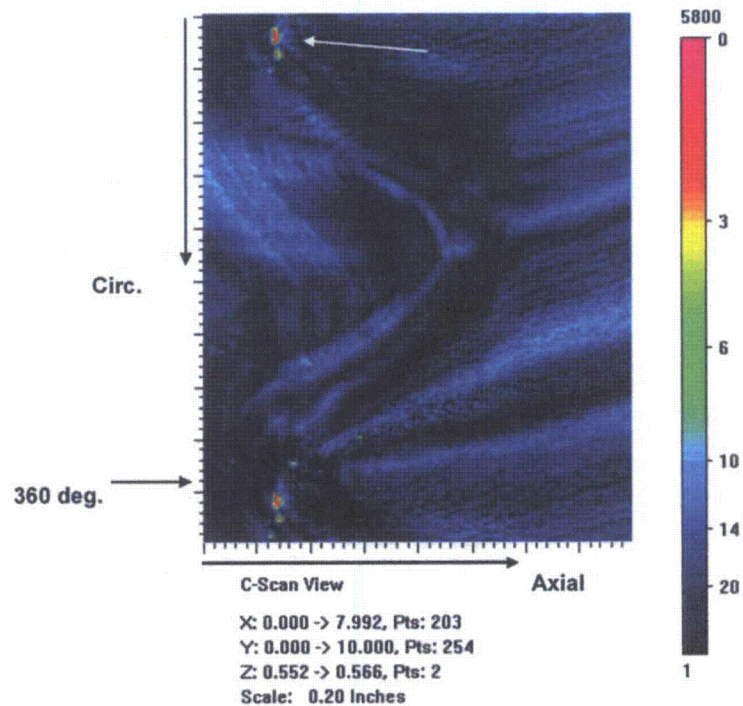 5800
0
3
6
10
14
20
1
Circ.
360 deg.
C-Scan View
Axial
X: 0.000 -> 7.992, Pts: 203
Y: 0.000 -> 10.000, Pts: 254
Z: 0.552 -> 0.566, Pts: 2
Scale: 0.20 Inches